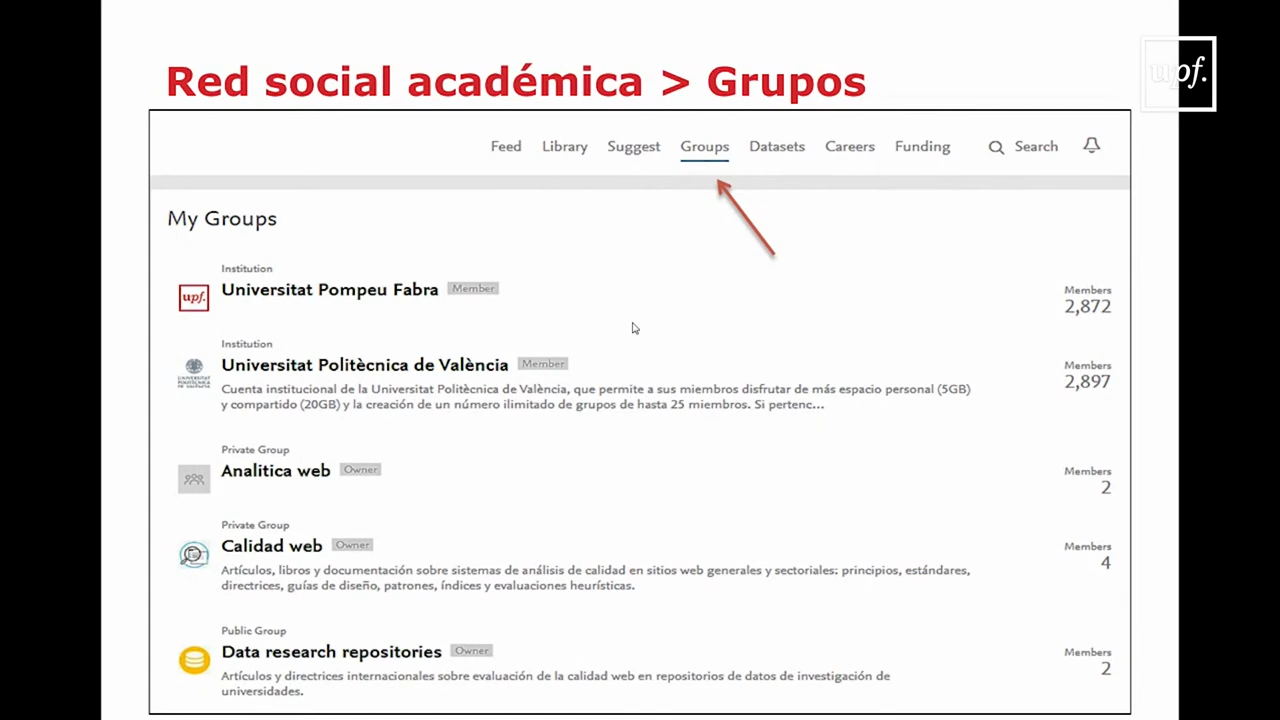 Red social académica > Grupos
upf.
Feed Library Suggest Groups Datasets Careers Funding Search
My Groups
Institution
upf.
Universitat Pompeu Fabra Member
Members
2,872
Institution
UNIVERSITAT
POLITÈCNICA
DE VALÈNCIA
Universitat Politècnica de València Member
Members
2,897
Cuenta institucional de la Universitat Politècnica de València, que permite a sus miembros disfrutar de más espacio personal (5GB)
y compartido (20GB) y la creación de un número ilimitado de grupos de hasta 25 miembros. Si pertenc...
Private Group
Analitica web Owner
Members
2
Private Group
Calidad web Owner
Members
4
Artículos, libros y documentación sobre sistemas de análisis de calidad en sitios web generales y sectoriales: principios, estándares,
directrices, guías de diseño, patrones, índices y evaluaciones heurísticas.
Public Group
Data research repositories Owner
Members
2
Artículos y directrices internacionales sobre evaluación de la calidad web en repositorios de datos de investigación de
universidades.